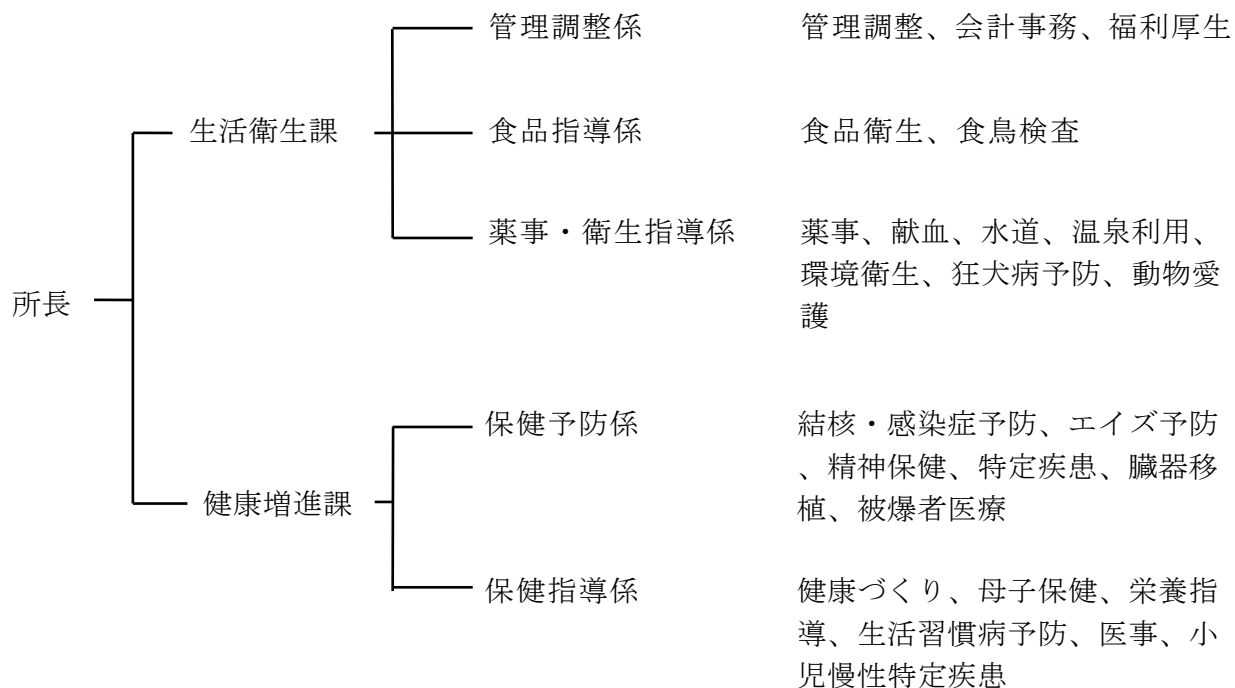 管理調整係 管理調整、会計事務、福利厚生
生活衛生課 食品指導係 食品衛生、食鳥検査
薬事・衛生指導係 薬事、献血、水道、温泉利用、
環境衛生、狂犬病予防、動物愛
護
所長
保健予防係 結核・感染症予防、エイズ予防
、精神保健、特定疾患、臓器移
植、被爆者医療
健康増進課
保健指導係 健康づくり、母子保健、栄養指
導、生活習慣病予防、医事、小
児慢性特定疾患